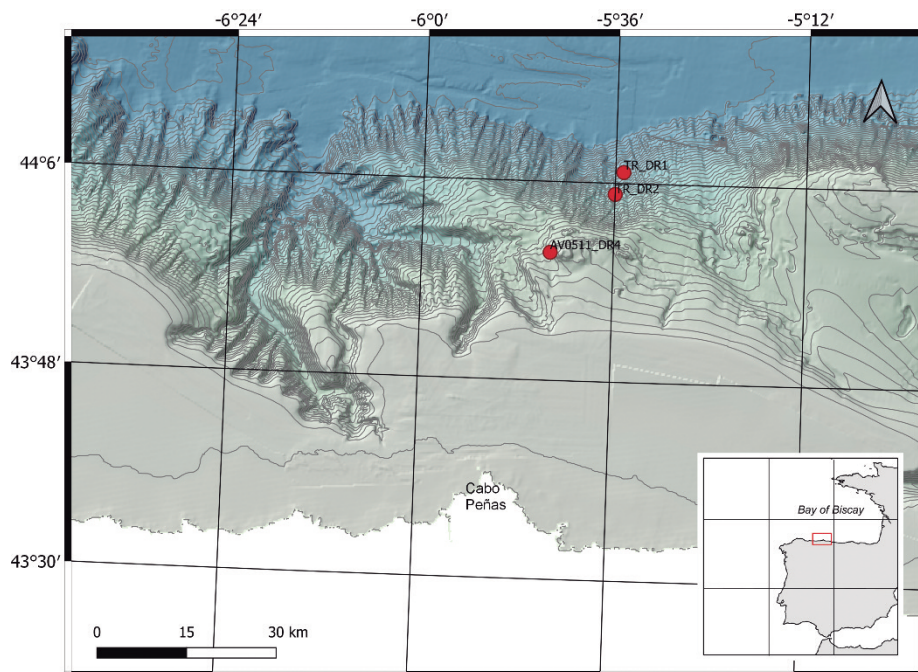 -6°24′ -6°0′ -5°36′ -5°12′
44°6′
TR_DR1
TR_DR2
AV0511_DR4
43°48′
Cabo
Peñas
Bay of Biscay
43°30′
0 15 30 km